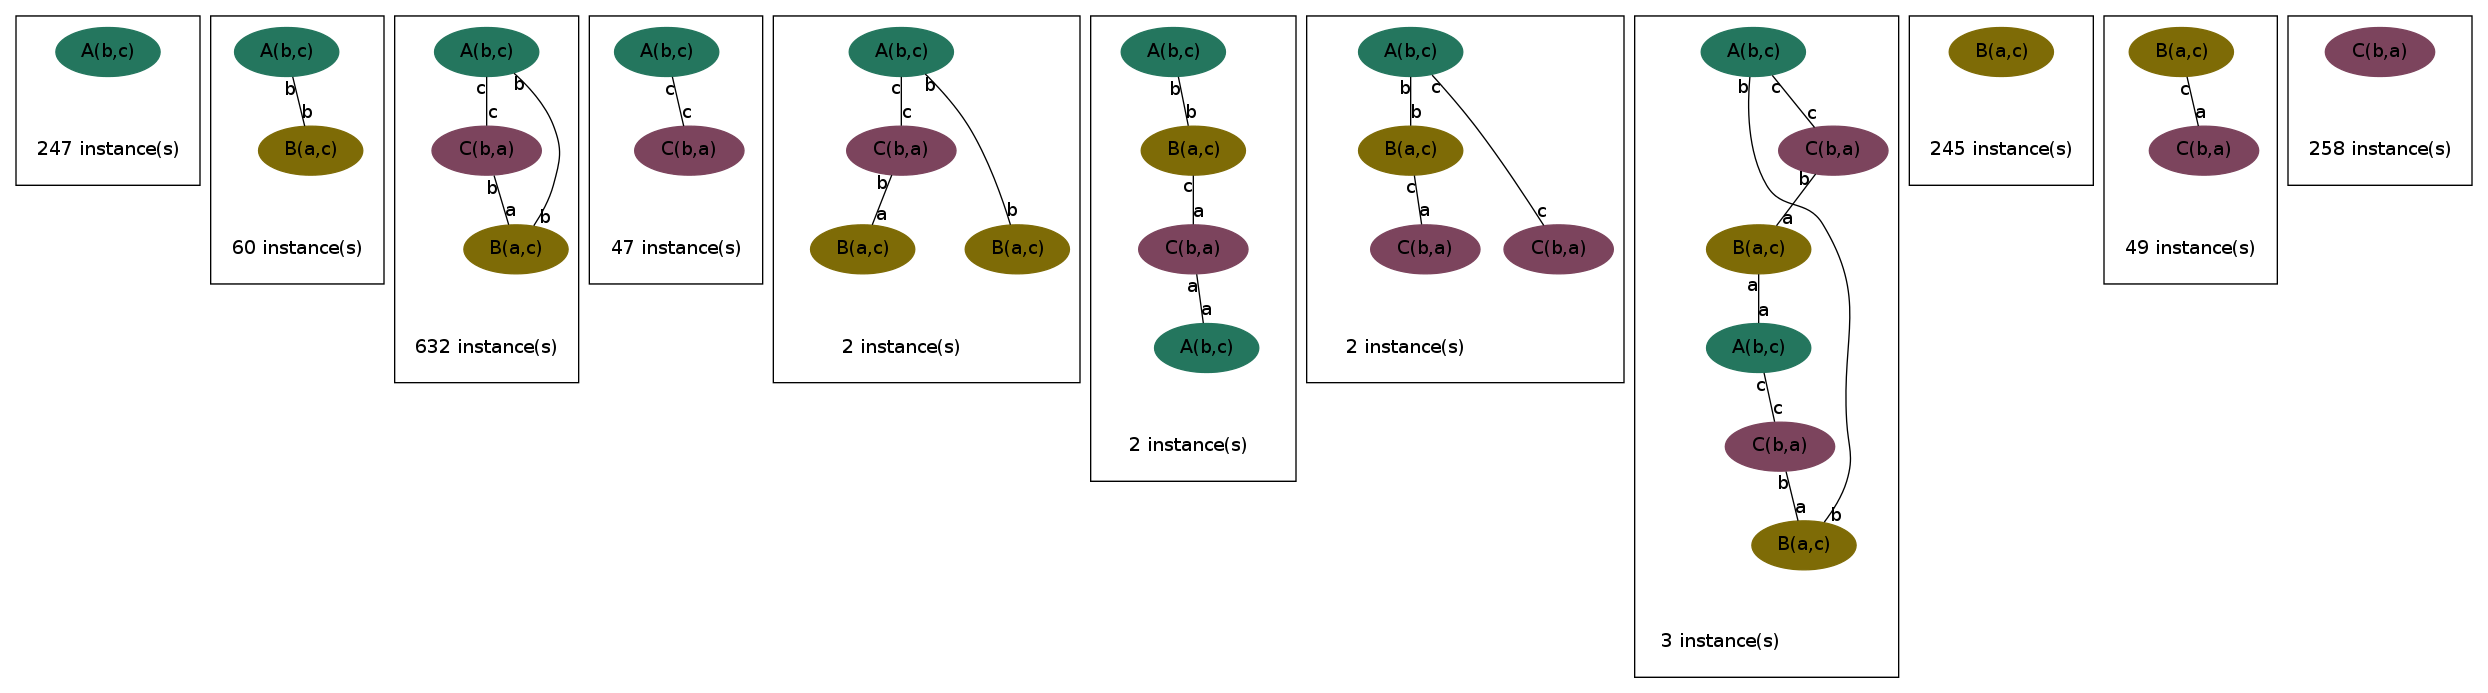 A(b,c)
247 instance(s)
A(b,c)
b
b
B(a,c)
60 instance(s)
A(b,c)
c
b
c
C(b,a)
b
a
b
B(a,c)
632 instance(s)
A(b,c)
c
c
C(b,a)
47 instance(s)
A(b,c)
c
b
c
C(b,a)
b
a
b
B(a,c)
B(a,c)
2 instance(s)
A(b,c)
b
b
B(a,c)
c
a
C(b,a)
a
a
A(b,c)
2 instance(s)
A(b,c)
b
c
b
B(a,c)
c
a
c
C(b,a)
C(b,a)
2 instance(s)
A(b,c)
b
c
c
C(b,a)
b
a
B(a,c)
a
a
A(b,c)
c
c
C(b,a)
b
a
b
B(a,c)
3 instance(s)
B(a,c)
245 instance(s)
B(a,c)
c
a
C(b,a)
49 instance(s)
C(b,a)
258 instance(s)